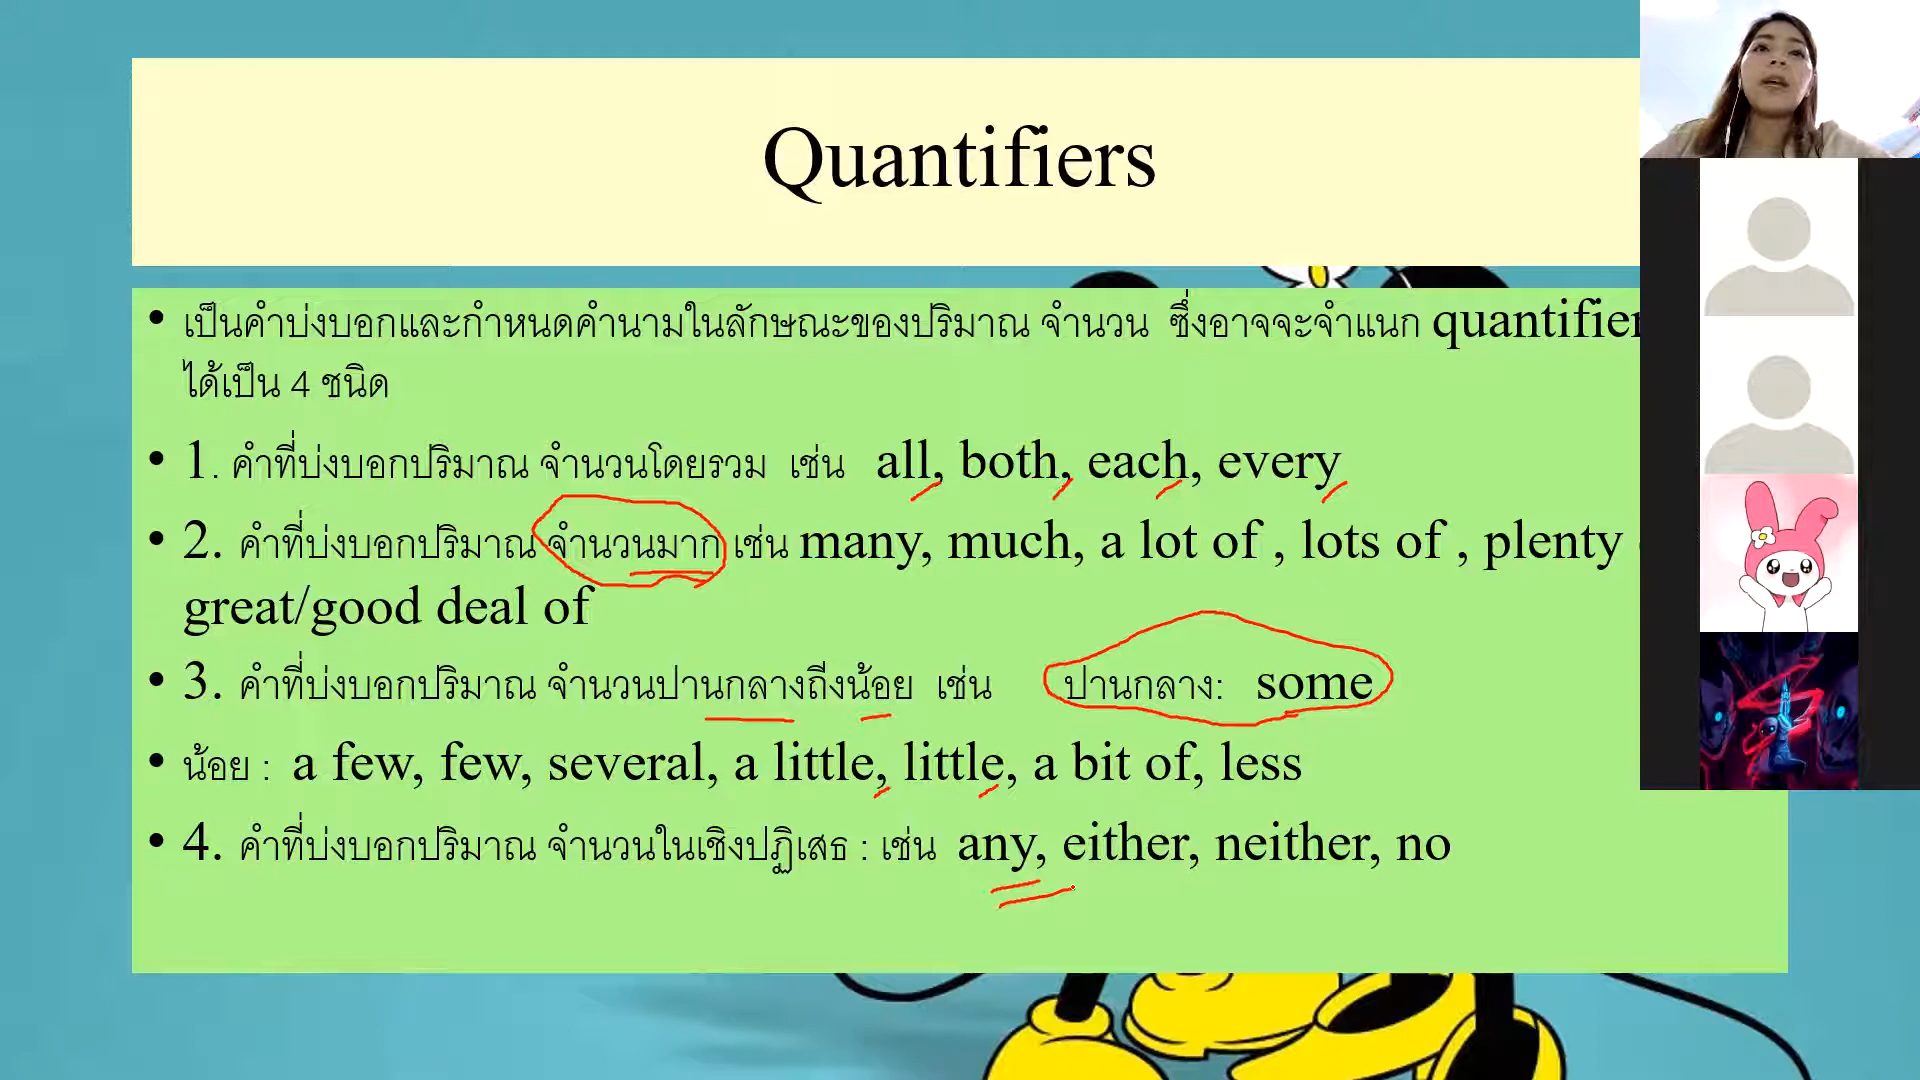 Quantifiers
• เป็นคำบ่งบอกและกำหนดคำนามในลักษณะของปริมาณ จำนวน ซึ่งอาจจะจำแนก quantifier
ได้เป็น 4 ชนิด
• 1. คำที่บ่งบอกปริมาณ จำนวนโดยรวม เช่น all, both, each, every
• 2. คำที่บ่งบอกปริมาณ จำนวนมาก เช่น many, much, a lot of , lots of , plenty
great/good deal of
• 3. คำที่บ่งบอกปริมาณ จำนวนปานกลางถึงน้อย เช่น ปานกลาง: some
• น้อย : a few, few, several, a little, little, a bit of, less
• 4. คำที่บ่งบอกปริมาณ จำนวนในเชิงปฏิเสธ : เช่น any, either, neither, no